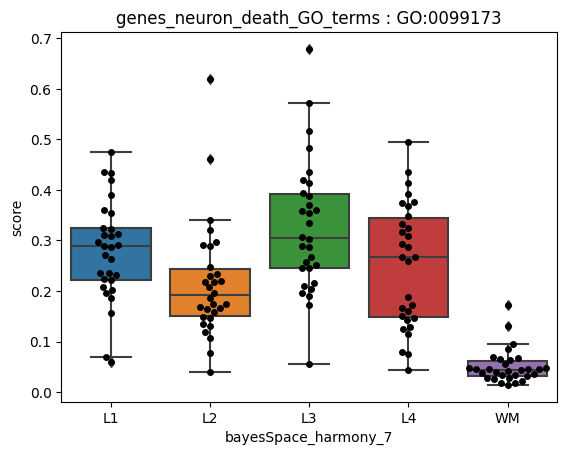 genes_neuron_death_GO_terms : GO:0099173
score
0.7
0.6
0.5
0.4
0.3
0.2
0.1
0.0
L1 L2 L3 L4 WM
bayesSpace_harmony_7